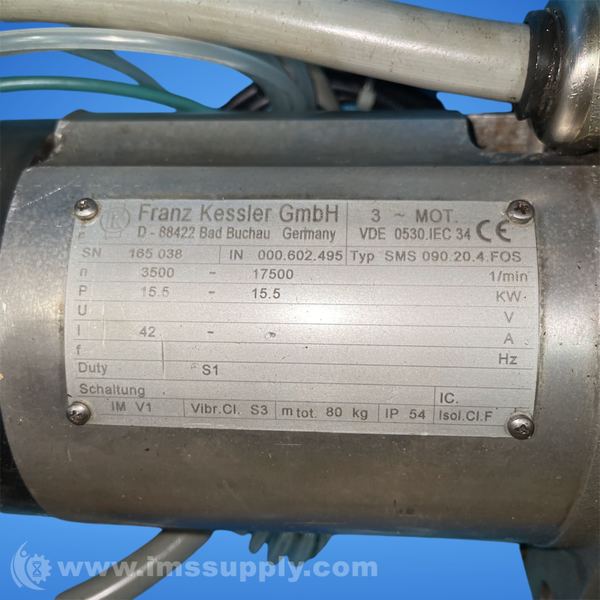 Franz Kessler GmbH
D - 88422 Bad Buchau Germany
3 ~ MOT.
VDE 0530.IEC 34 CE
SN 165 038 IN 000.602.495 Typ SMS 090.20.4.FOS
n 3500 - 17500 1/min
P 15.5 - 15.5 KW
U V
I 42 - - A
f Hz
Duty S1
Schaltung IC.
IM V1 Vibr.Cl. S3 m tot. 80 kg IP 54 Isol.Cl.F
www.imssupply.com